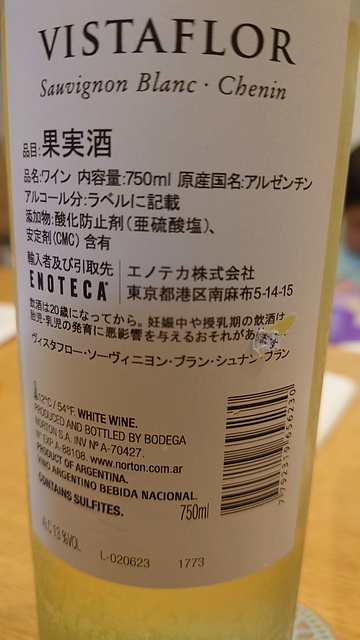 VISTAFLOR
Sauvignon Blanc · Chenin
品目:果実酒
品名:ワイン 内容量:750ml 原産国名:アルゼンチン
アルコール分:ラベルに記載
添加物:酸化防止剤(亜硫酸塩)、
安定剤(CMC)含有
輸入者及び引取先
ENOTECA
エノテカ株式会社
東京都港区南麻布5-14-15
飲酒は20歳になってから。妊娠中や授乳期の飲酒は
胎児・乳児の発育に悪影響を与えるおそれがあ
ヴィスタフロー・ソーヴィニヨン・ブラン・シュナン・ブラン
12°C / 54°F. WHITE WINE.
PRODUCED AND BOTTLED BY BODEGA
NORTON S.A. INV Nº A-70427.
Nº EXP. A-88108. www.norton.com.ar
PRODUCT OF ARGENTINA.
VINO ARGENTINO BEBIDA NACIONAL.
CONTAINS SULFITES.
750ml
7792319656230
ALC 13 %VOL
L-020623 1773